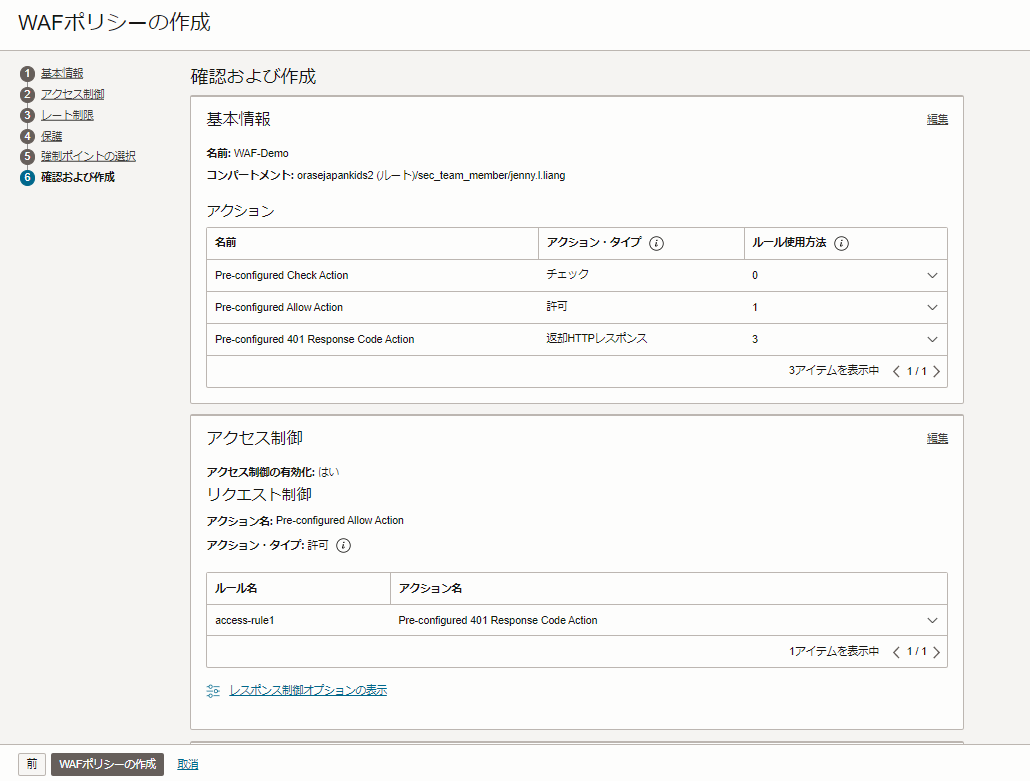 WAFポリシーの作成
1 基本情報
2 アクセス制御
3 レート制限
4 保護
5 強制ポイントの選択
6 確認および作成
確認および作成
基本情報 編集
名前: WAF-Demo
コンパートメント: orasejapankids2 (ルート)/sec_team_member/jenny.l.liang
アクション
名前 アクション・タイプ ルール使用方法
Pre-configured Check Action チェック 0
Pre-configured Allow Action 許可 1
Pre-configured 401 Response Code Action 返却HTTPレスポンス 3
3アイテムを表示中 1 / 1
アクセス制御 編集
アクセス制御の有効化: はい
リクエスト制御
アクション名: Pre-configured Allow Action
アクション・タイプ: 許可
ルール名 アクション名
access-rule1 Pre-configured 401 Response Code Action
1アイテムを表示中 1 / 1
レスポンス制御オプションの表示
前 WAFポリシーの作成 取消